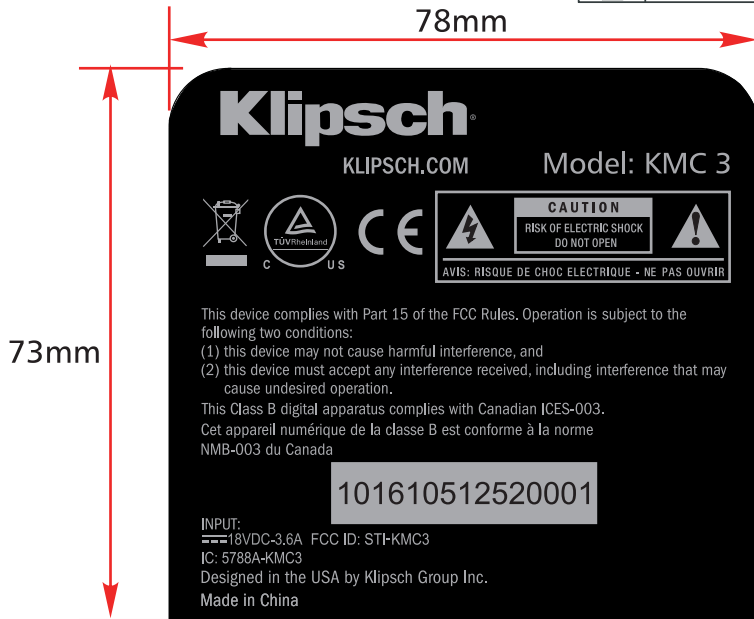 78mm
73mm
Klipsch®
KLIPSCH.COM
Model: KMC 3
TÜVRheinland
C US
CE
CAUTION
RISK OF ELECTRIC SHOCK
DO NOT OPEN
AVIS: RISQUE DE CHOC ELECTRIQUE - NE PAS OUVRIR
This device complies with Part 15 of the FCC Rules. Operation is subject to the
following two conditions:
(1) this device may not cause harmful interference, and
(2) this device must accept any interference received, including interference that may
cause undesired operation.
This Class B digital apparatus complies with Canadian ICES-003.
Cet appareil numérique de la classe B est conforme à la norme
NMB-003 du Canada
101610512520001
INPUT:
18VDC-3.6A FCC ID: STI-KMC3
IC: 5788A-KMC3
Designed in the USA by Klipsch Group Inc.
Made in China